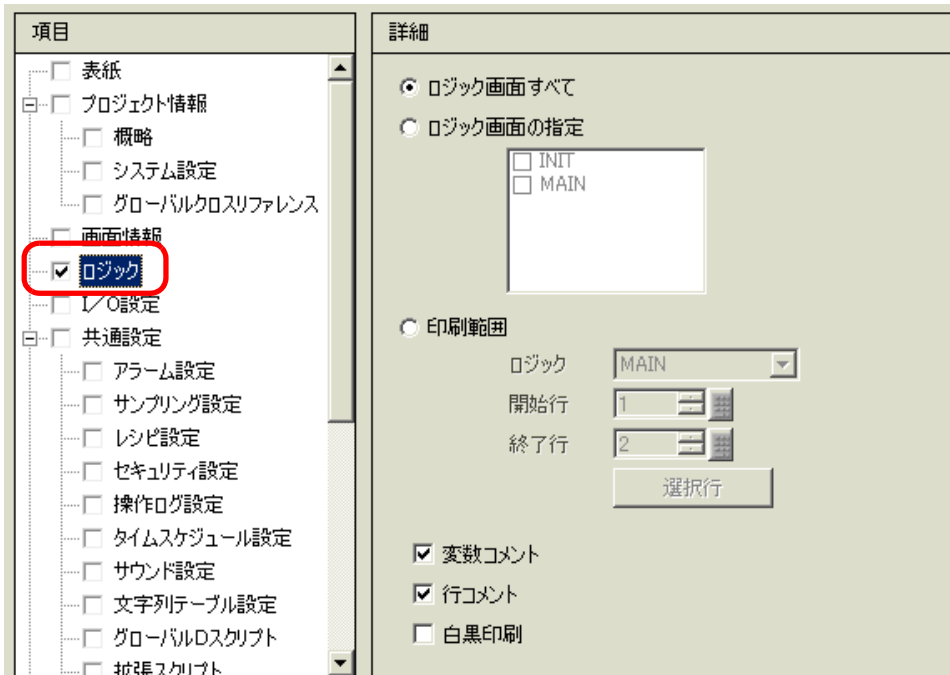 項目
表紙
プロジェクト情報
概略
システム設定
グローバルクロスリファレンス
画面情報
ロジック
I/O設定
共通設定
アラーム設定
サンプリング設定
レシピ設定
セキュリティ設定
操作ログ設定
タイムスケジュール設定
サウンド設定
文字列テーブル設定
グローバルDスクリプト
拡張スクリプト
詳細
ロジック画面すべて
ロジック画面の指定
INIT
MAIN
印刷範囲
ロジック MAIN
開始行 1
終了行 2
選択行
変数コメント
行コメント
白黒印刷